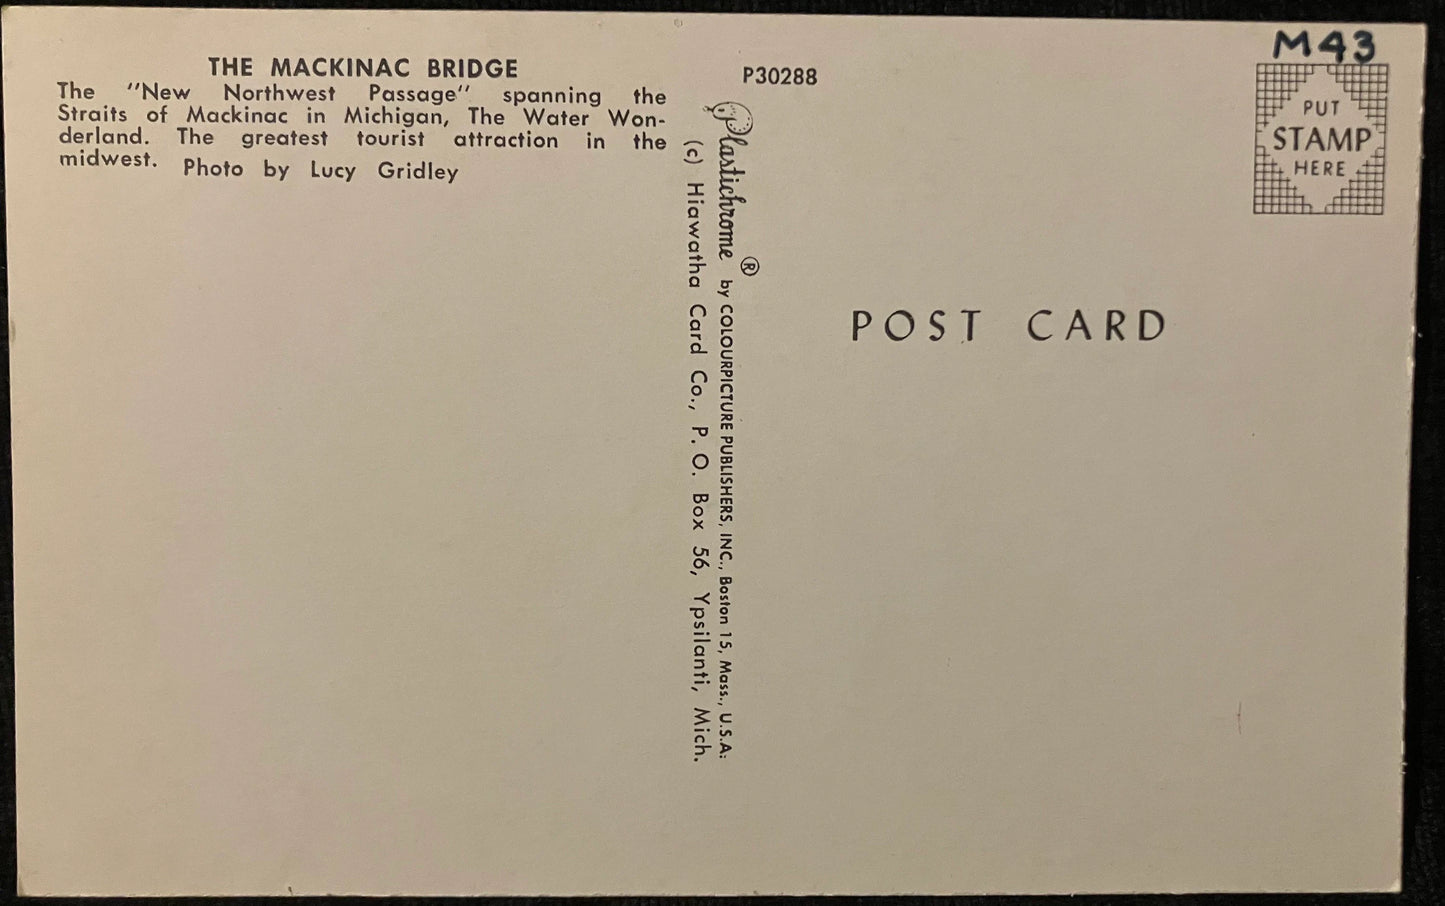 THE MACKINAC BRIDGE
The "New Northwest Passage" spanning the
Straits of Mackinac in Michigan, The Water Won-
derland. The greatest tourist attraction in the
midwest. Photo by Lucy Gridley
P30288
Plastichrome ® by COLOURPICTURE PUBLISHERS, INC., Boston 15, Mass., U.S.A.
(c) Hiawatha Card Co., P. O. Box 56, Ypsilanti, Mich.
M43
PUT
STAMP
HERE
POST CARD